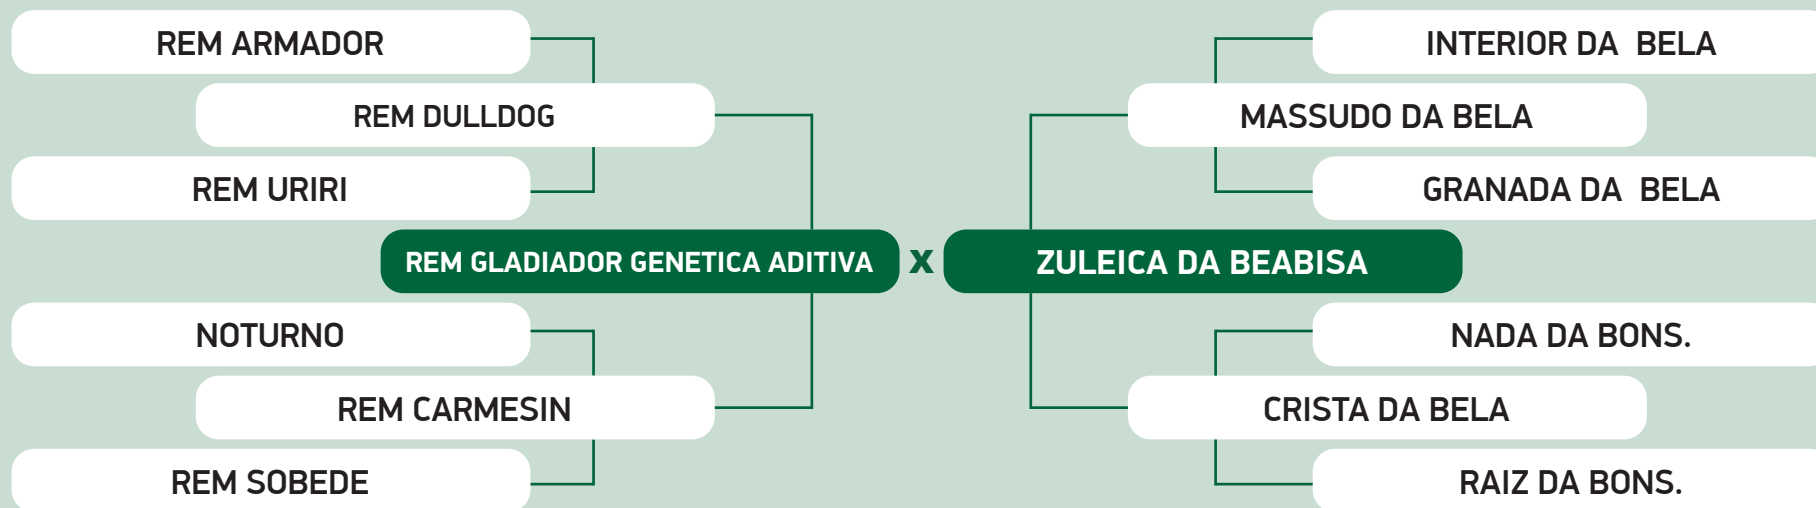 REM ARMADOR
INTERIOR DA BELA
REM DULLDOG
MASSUDO DA BELA
REM URIRI
GRANADA DA BELA
REM GLADIADOR GENETICA ADITIVA x ZULEICA DA BEABISA
NOTURNO
NADA DA BONS.
REM CARMESIN
CRISTA DA BELA
REM SOBEDE
RAIZ DA BONS.